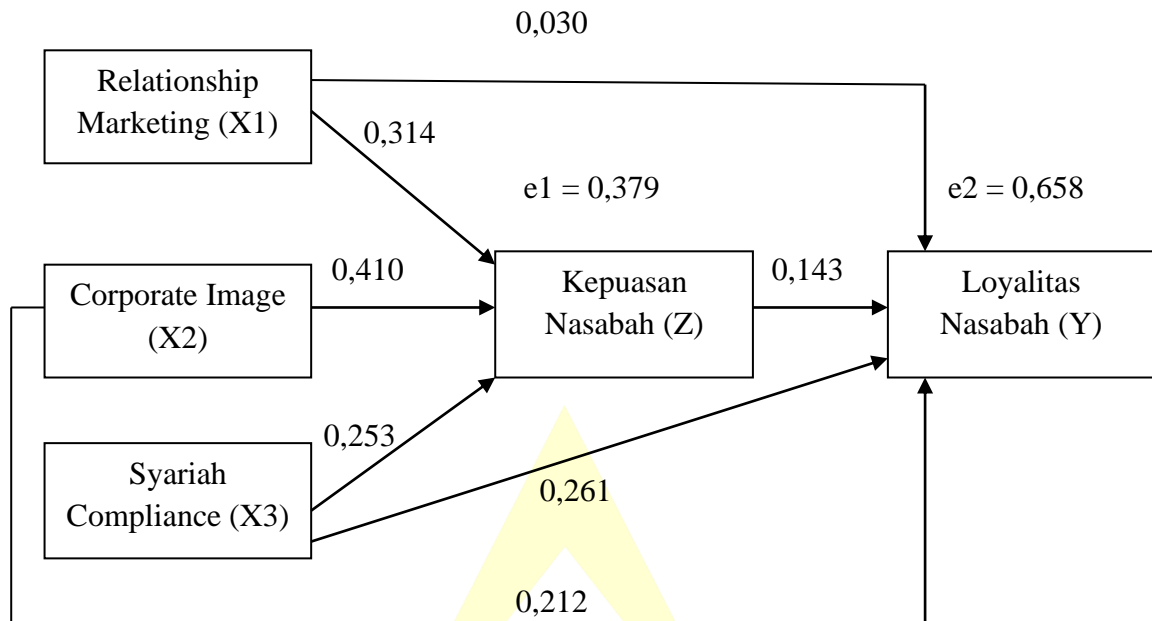 0,030
Relationship
Marketing (X1)
0,314
e1 = 0,379
e2 = 0,658
Corporate Image
(X2)
0,410
Kepuasan
Nasabah (Z)
0,143
Loyalitas
Nasabah (Y)
Syariah
Compliance (X3)
0,253
0,261
0,212